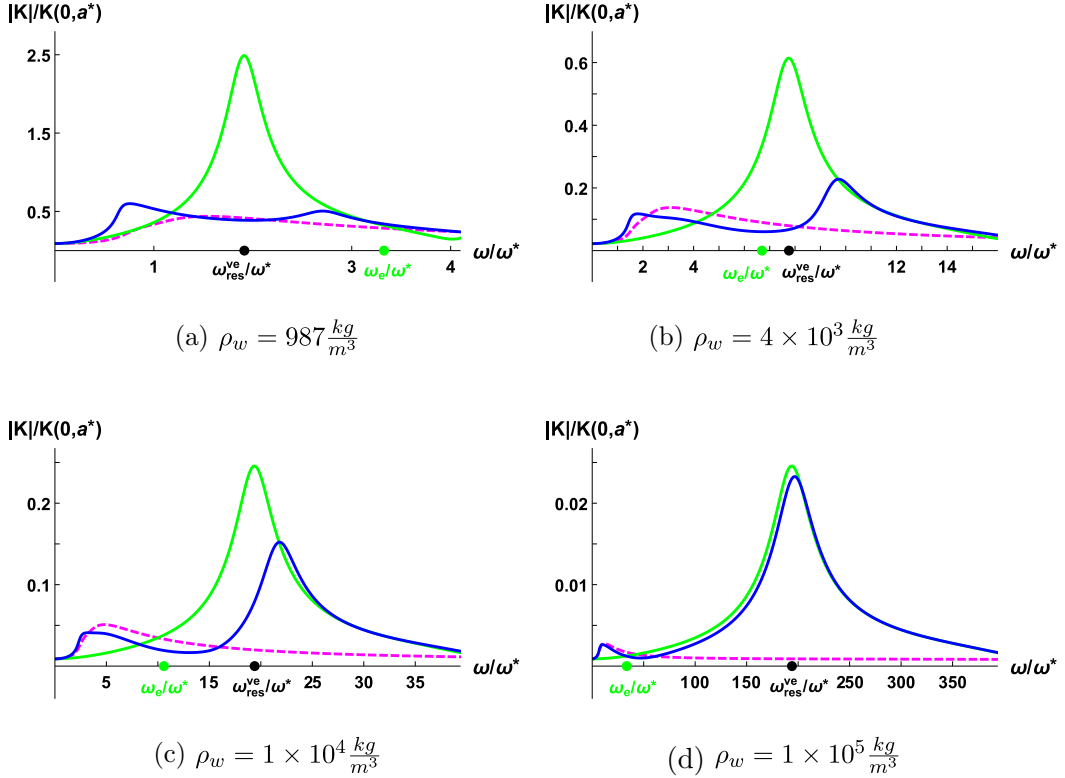 |K|/K(0,a*)
2.5
1.5
0.5
1
3
4
ω/ω*
ω_res^ve/ω*
ω_e/ω*
(a) ρ_w = 987 kg/m³
|K|/K(0,a*)
0.6
0.4
0.2
2
4
12
14
ω/ω*
ω_e/ω*
ω_res^ve/ω*
(b) ρ_w = 4 × 10³ kg/m³
|K|/K(0,a*)
0.2
0.1
5
15
25
35
ω/ω*
ω_e/ω*
ω_res^ve/ω*
(c) ρ_w = 1 × 10⁴ kg/m³
|K|/K(0,a*)
0.02
0.01
100
150
250
300
350
ω/ω*
ω_e/ω*
ω_res^ve/ω*
(d) ρ_w = 1 × 10⁵ kg/m³